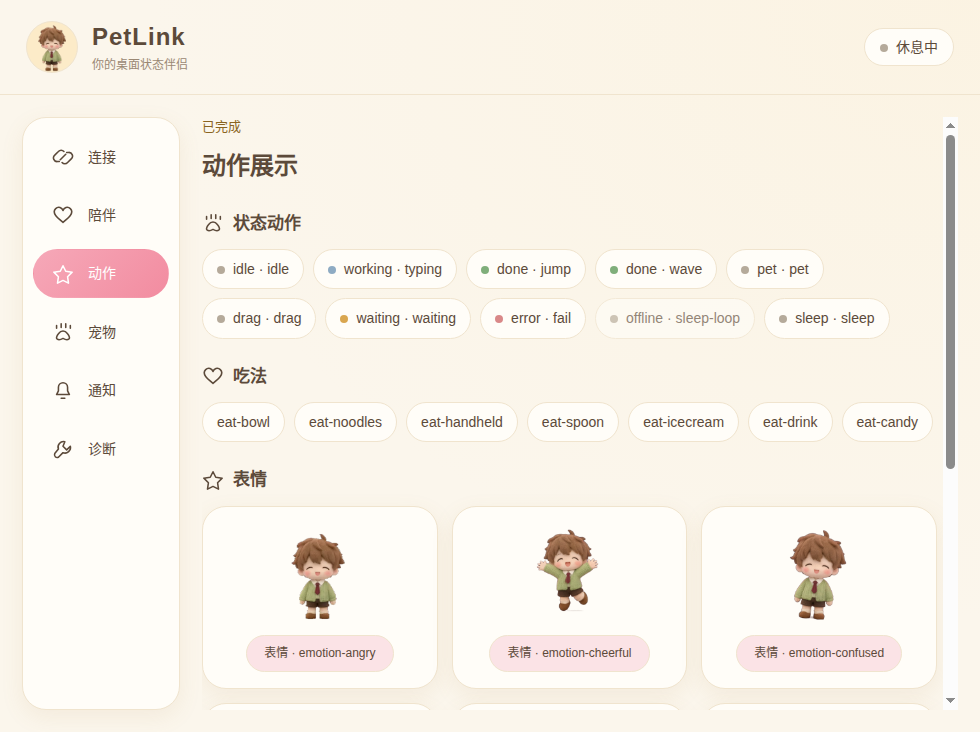 PetLink
你的桌面状态伴侣
休息中
连接
陪伴
动作
宠物
通知
诊断
已完成
动作展示
状态动作
idle · idle
working · typing
done · jump
done · wave
pet · pet
drag · drag
waiting · waiting
error · fail
offline · sleep-loop
sleep · sleep
吃法
eat-bowl
eat-noodles
eat-handheld
eat-spoon
eat-icecream
eat-drink
eat-candy
表情
表情 · emotion-angry
表情 · emotion-cheerful
表情 · emotion-confused